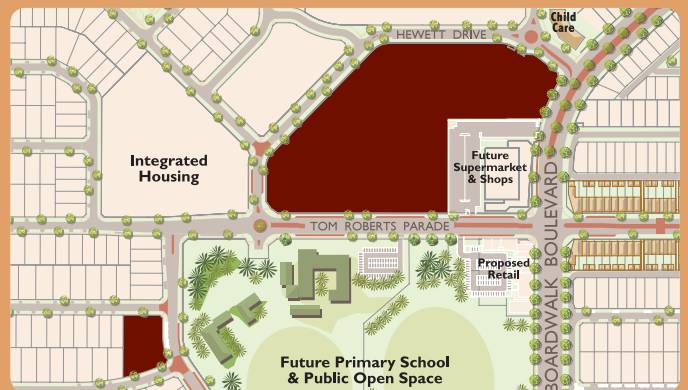 Child
Care
HEWETT DRIVE
Integrated
Housing
Future
Supermarket
& Shops
TOM ROBERTS PARADE
BOARDWALK BOULEVARD
Proposed
Retail
Future Primary School
& Public Open Space